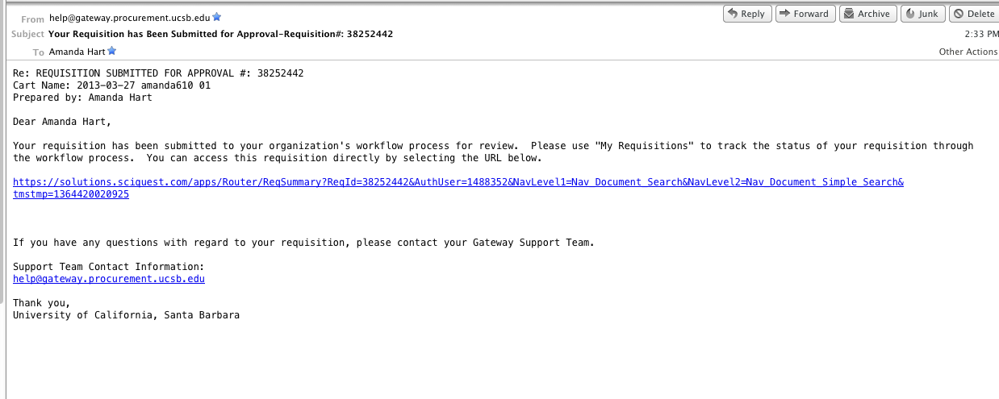 From help@gateway.procurement.ucsb.edu Reply Forward Archive Junk Delete
Subject Your Requisition has Been Submitted for Approval-Requisition#: 38252442 2:33 PM
To Amanda Hart Other Actions
Re: REQUISITION SUBMITTED FOR APPROVAL #: 38252442
Cart Name: 2013-03-27 amanda610 01
Prepared by: Amanda Hart
Dear Amanda Hart,
Your requisition has been submitted to your organization's workflow process for review.  Please use "My Requisitions" to track the status of your requisition through
the workflow process.  You can access this requisition directly by selecting the URL below.
https://solutions.sciquest.com/apps/Router/ReqSummary?ReqId=38252442&AuthUser=1488352&NavLevel1=Nav_Document_Search&NavLevel2=Nav_Document_Simple_Search&
tmstmp=1364420020925
If you have any questions with regard to your requisition, please contact your Gateway Support Team.
Support Team Contact Information:
help@gateway.procurement.ucsb.edu
Thank you,
University of California, Santa Barbara